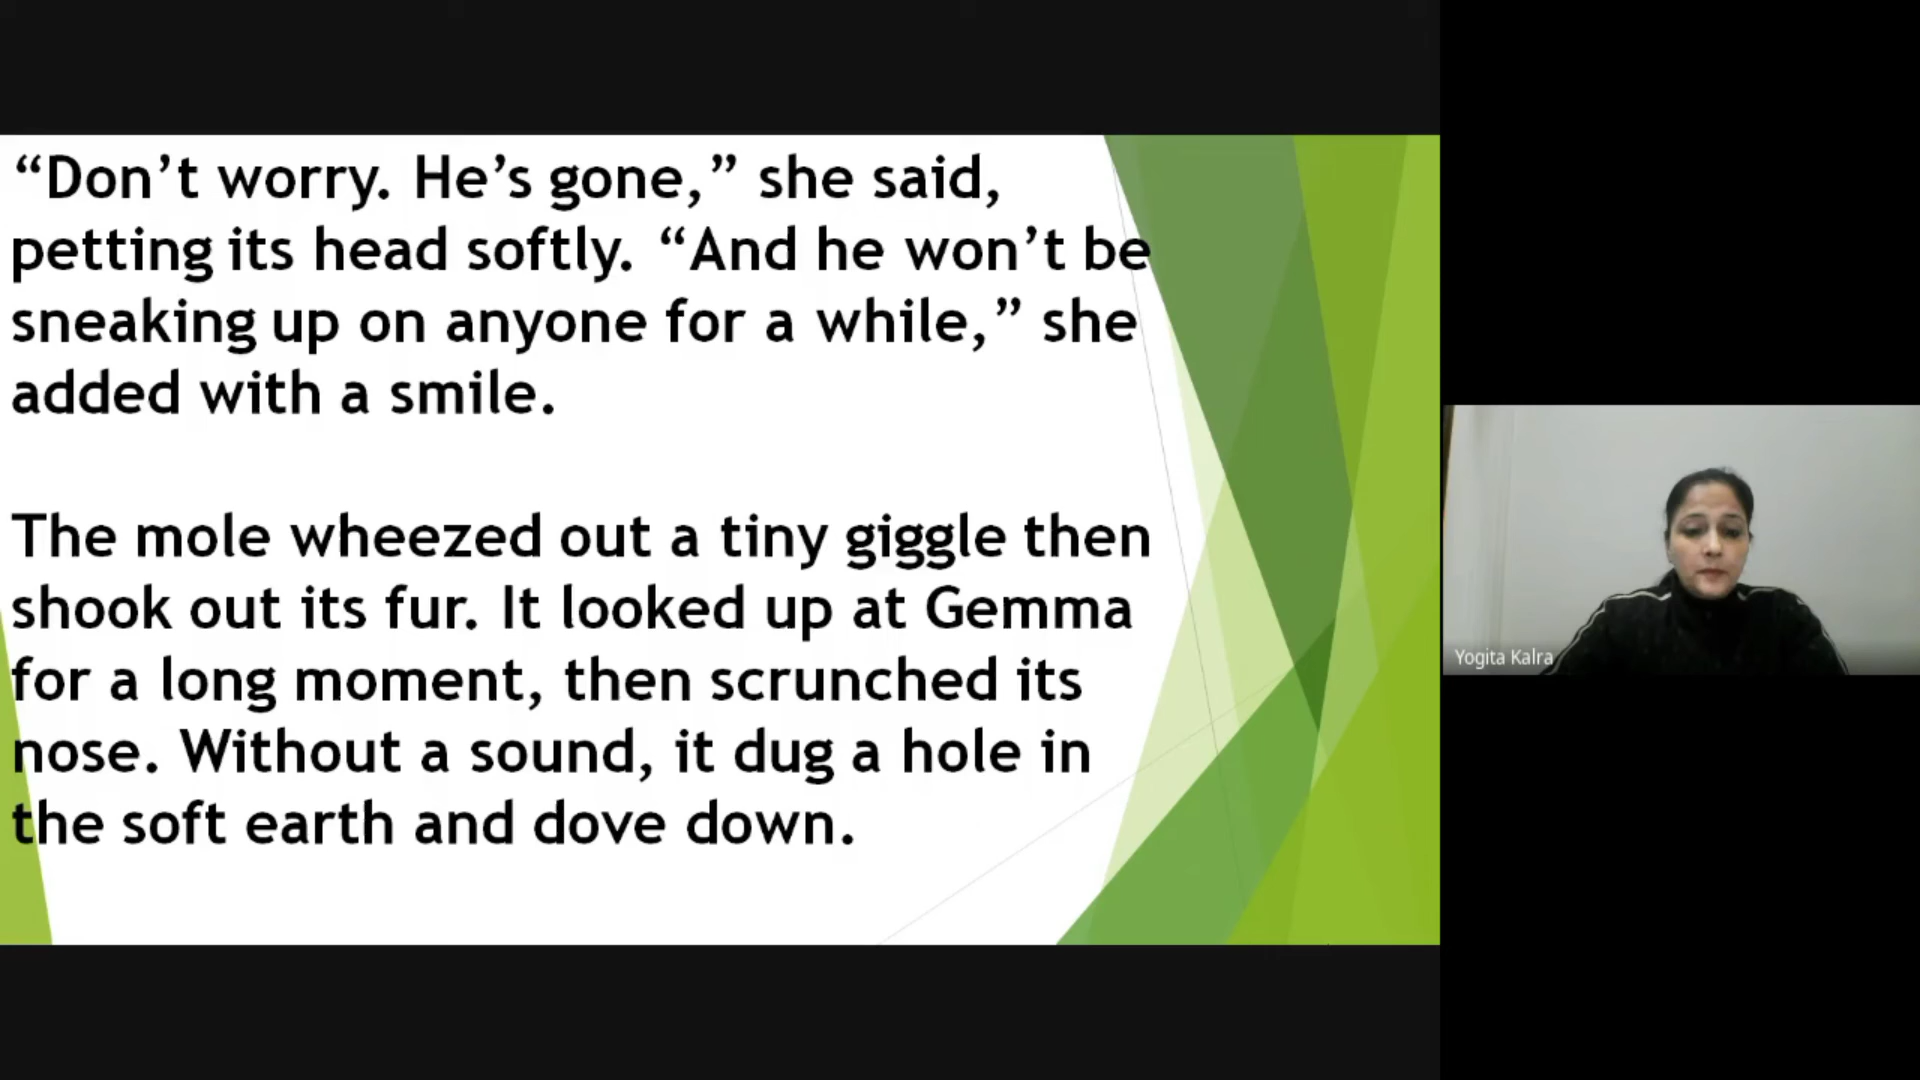 “Don’t worry. He’s gone,” she said,
petting its head softly. “And he won’t be
sneaking up on anyone for a while,” she
added with a smile.
The mole wheezed out a tiny giggle then
shook out its fur. It looked up at Gemma
for a long moment, then scrunched its
nose. Without a sound, it dug a hole in
the soft earth and dove down.
Yogita Kalra